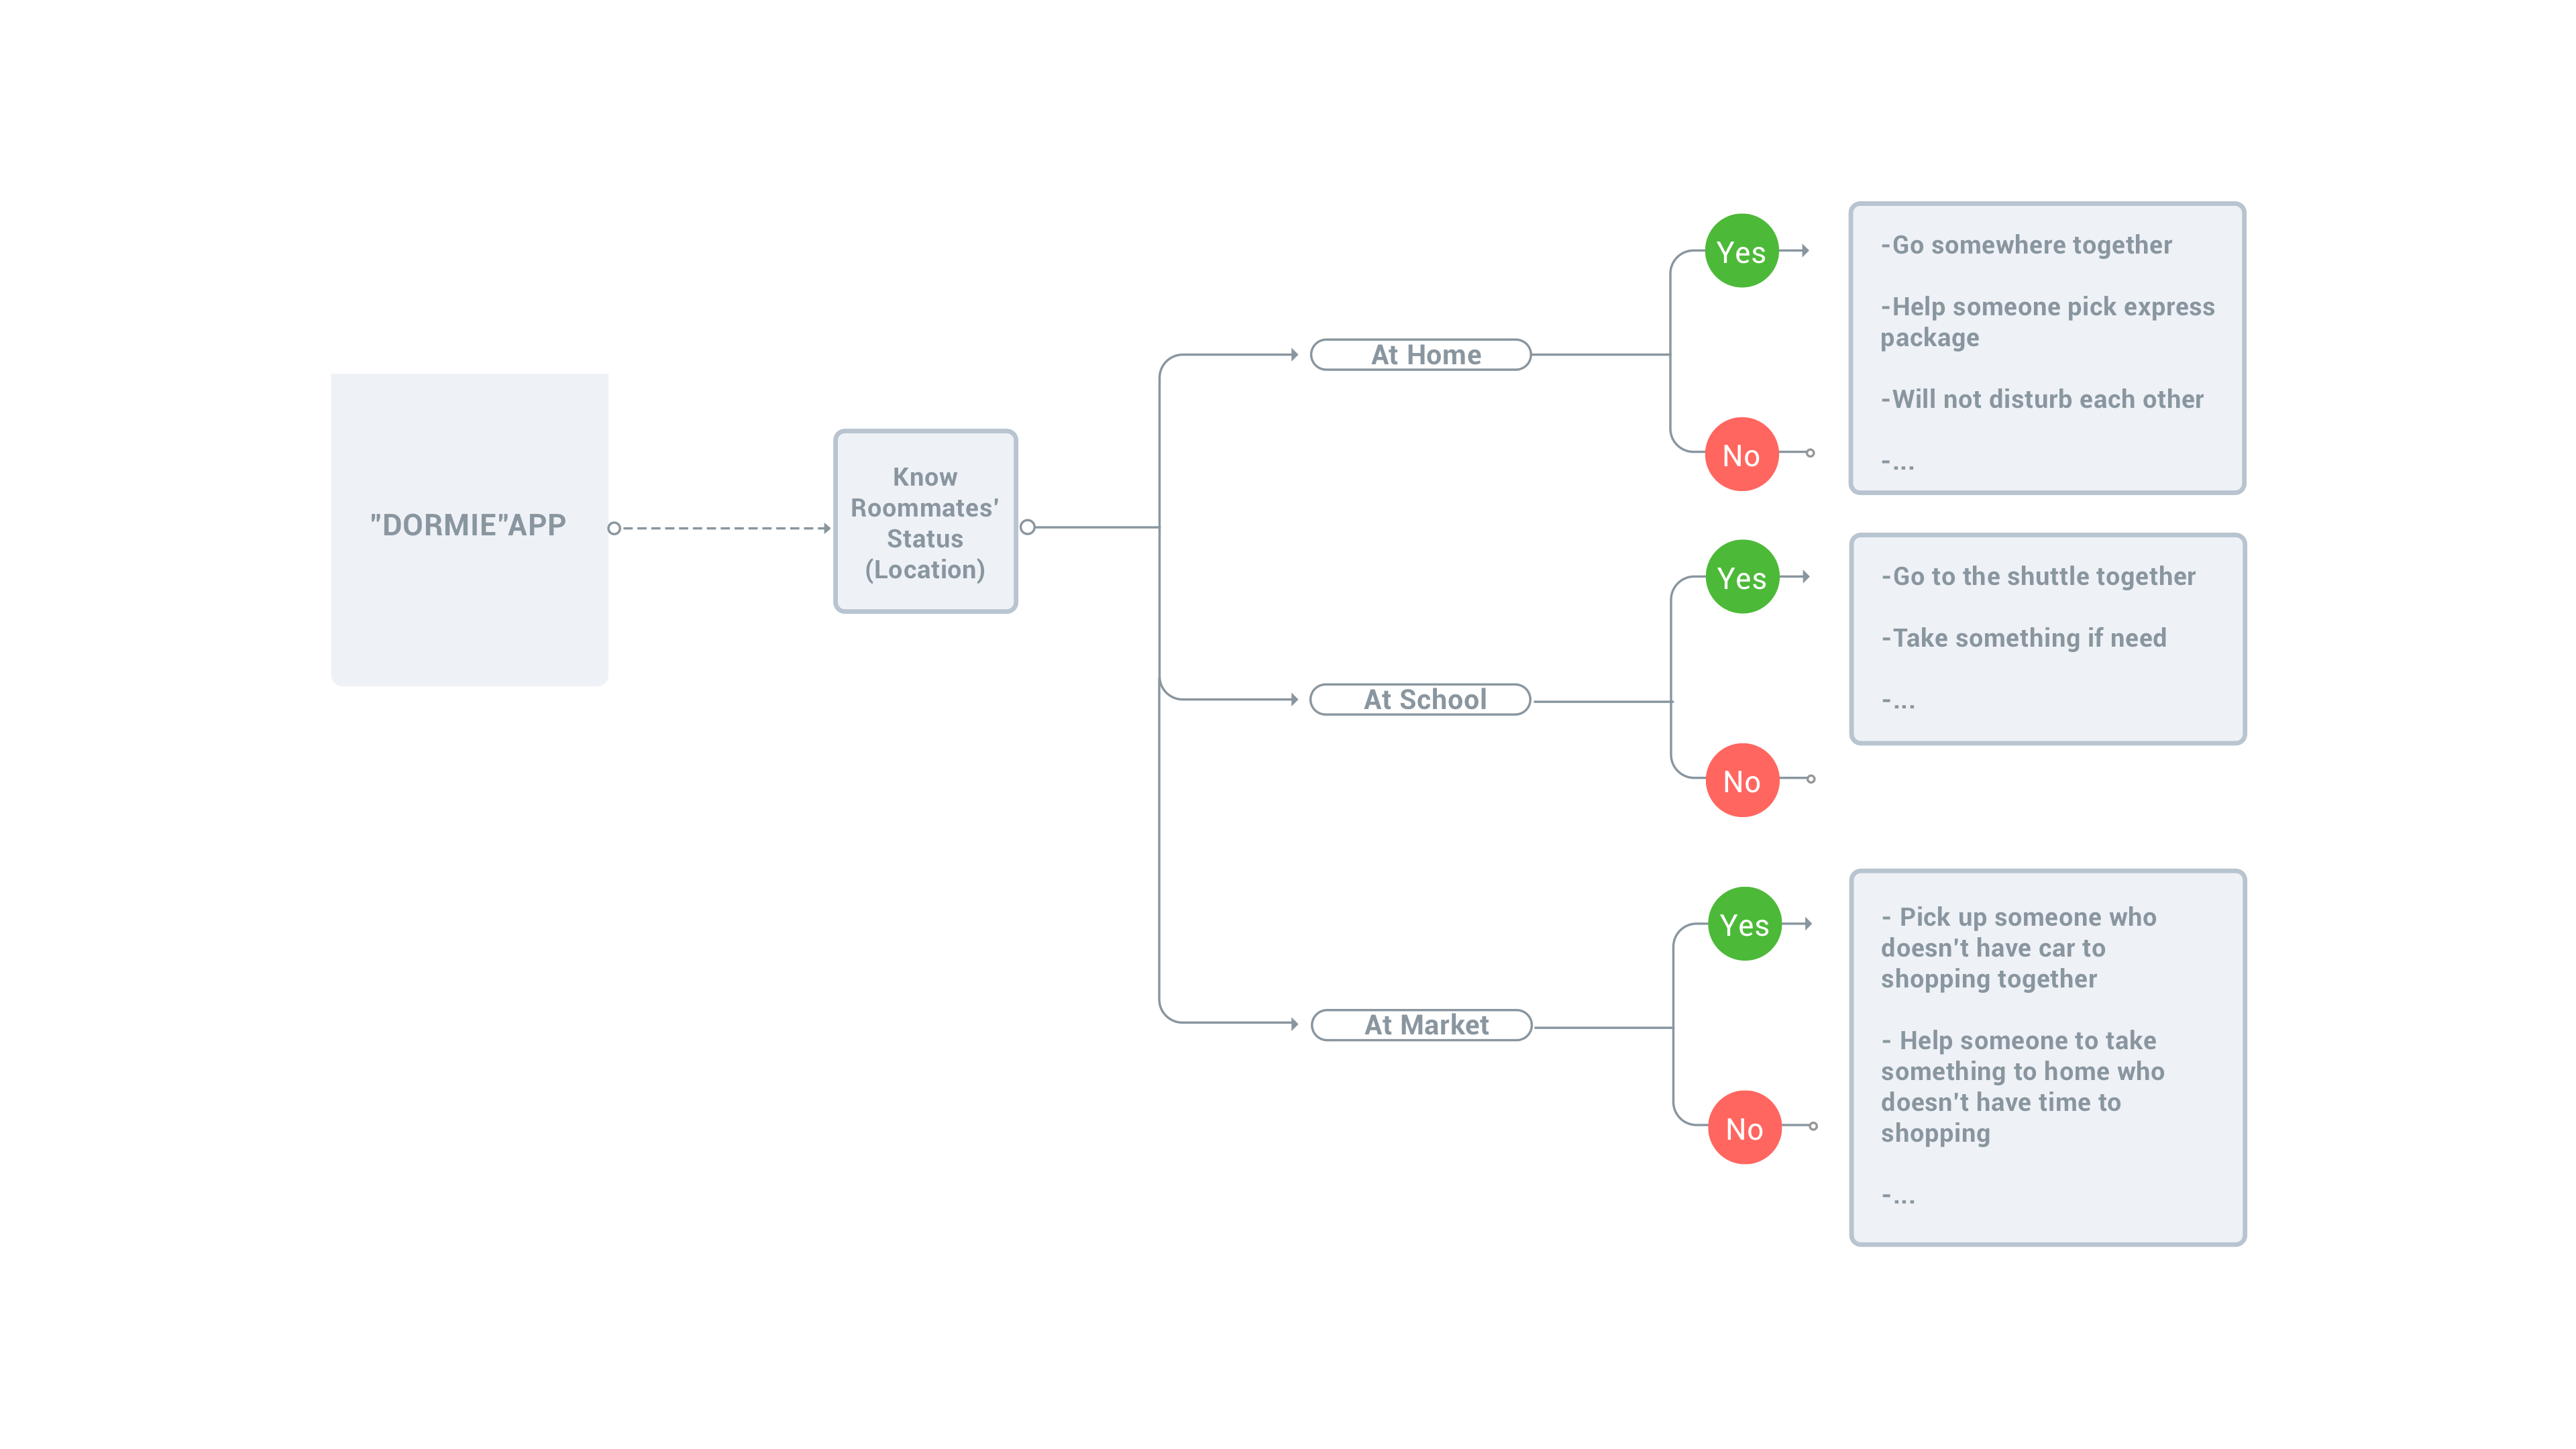 "DORMIE"APP
Know
Roommates'
Status
(Location)
At Home
Yes
No
-Go somewhere together
-Help someone pick express
package
-Will not disturb each other
-...
At School
Yes
No
-Go to the shuttle together
-Take something if need
-...
At Market
Yes
No
- Pick up someone who
doesn't have car to
shopping together
- Help someone to take
something to home who
doesn't have time to
shopping
-...